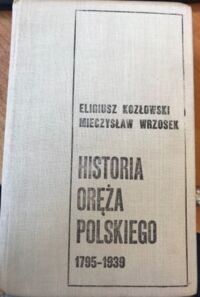 ELIGIUSZ KOZŁOWSKI
MIECZYSŁAW WRZOSEK
HISTORIA
ORĘŻA
POLSKIEGO
1795-1939